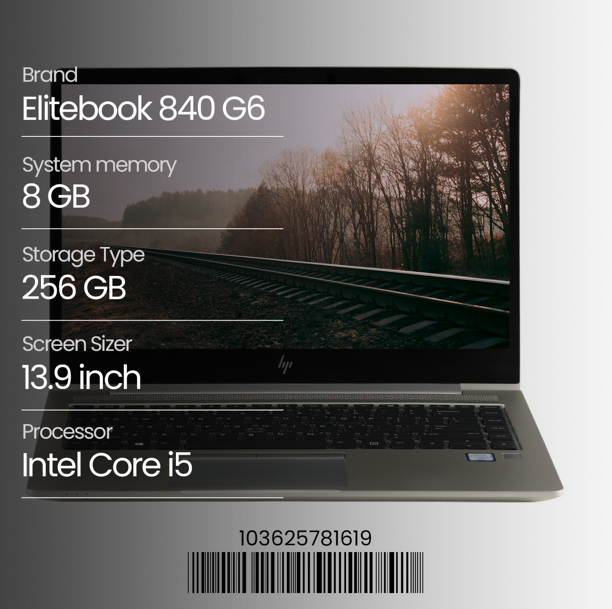 Brand
Elitebook 840 G6
System memory
8 GB
Storage Type
256 GB
Screen Sizer
13.9 inch
hp
Processor
Intel Core i5
103625781619